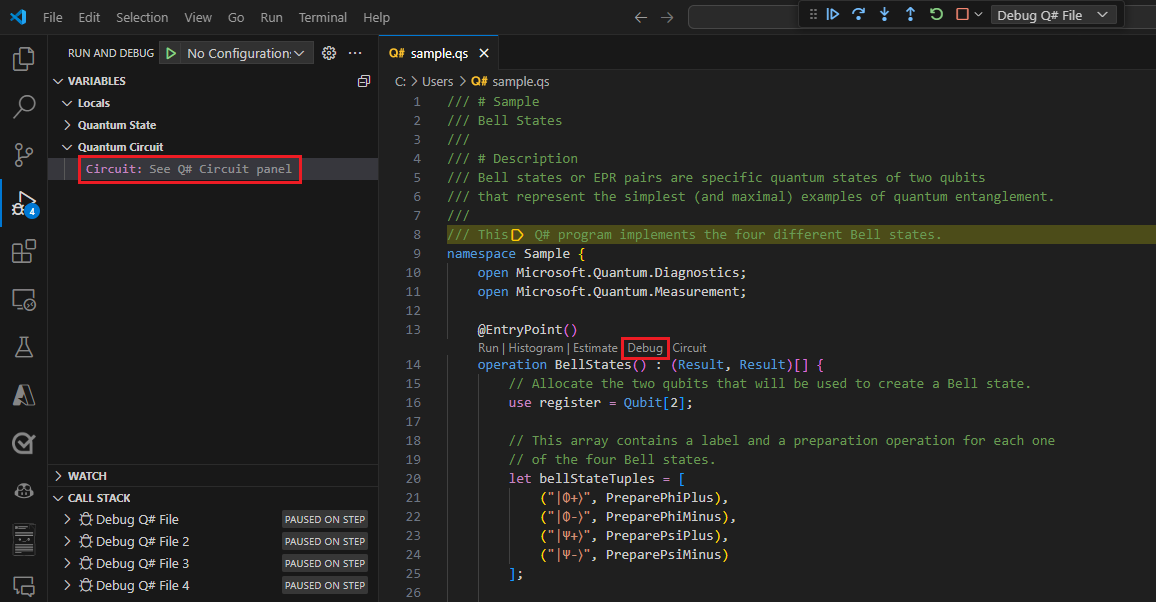 File Edit Selection View Go Run Terminal Help
Debug Q# File
RUN AND DEBUG No Configuration:
Q# sample.qs
VARIABLES
Locals
Quantum State
Quantum Circuit
Circuit: See Q# Circuit panel
4
WATCH
CALL STACK
Debug Q# File PAUSED ON STEP
Debug Q# File 2 PAUSED ON STEP
Debug Q# File 3 PAUSED ON STEP
Debug Q# File 4 PAUSED ON STEP
C: > Users > Q# sample.qs
1 /// # Sample
2 /// Bell States
3 ///
4 /// # Description
5 /// Bell states or EPR pairs are specific quantum states of two qubits
6 /// that represent the simplest (and maximal) examples of quantum entanglement.
7 ///
8 /// This Q# program implements the four different Bell states.
9 namespace Sample {
10 open Microsoft.Quantum.Diagnostics;
11 open Microsoft.Quantum.Measurement;
12
13 @EntryPoint()
Run | Histogram | Estimate | Debug | Circuit
14 operation BellStates() : (Result, Result)[] {
15 // Allocate the two qubits that will be used to create a Bell state.
16 use register = Qubit[2];
17
18 // This array contains a label and a preparation operation for each one
19 // of the four Bell states.
20 let bellStateTuples = [
21 ("|Φ+⟩", PreparePhiPlus),
22 ("|Φ-⟩", PreparePhiMinus),
23 ("|Ψ+⟩", PreparePsiPlus),
24 ("|Ψ-⟩", PreparePsiMinus)
25 ];
26